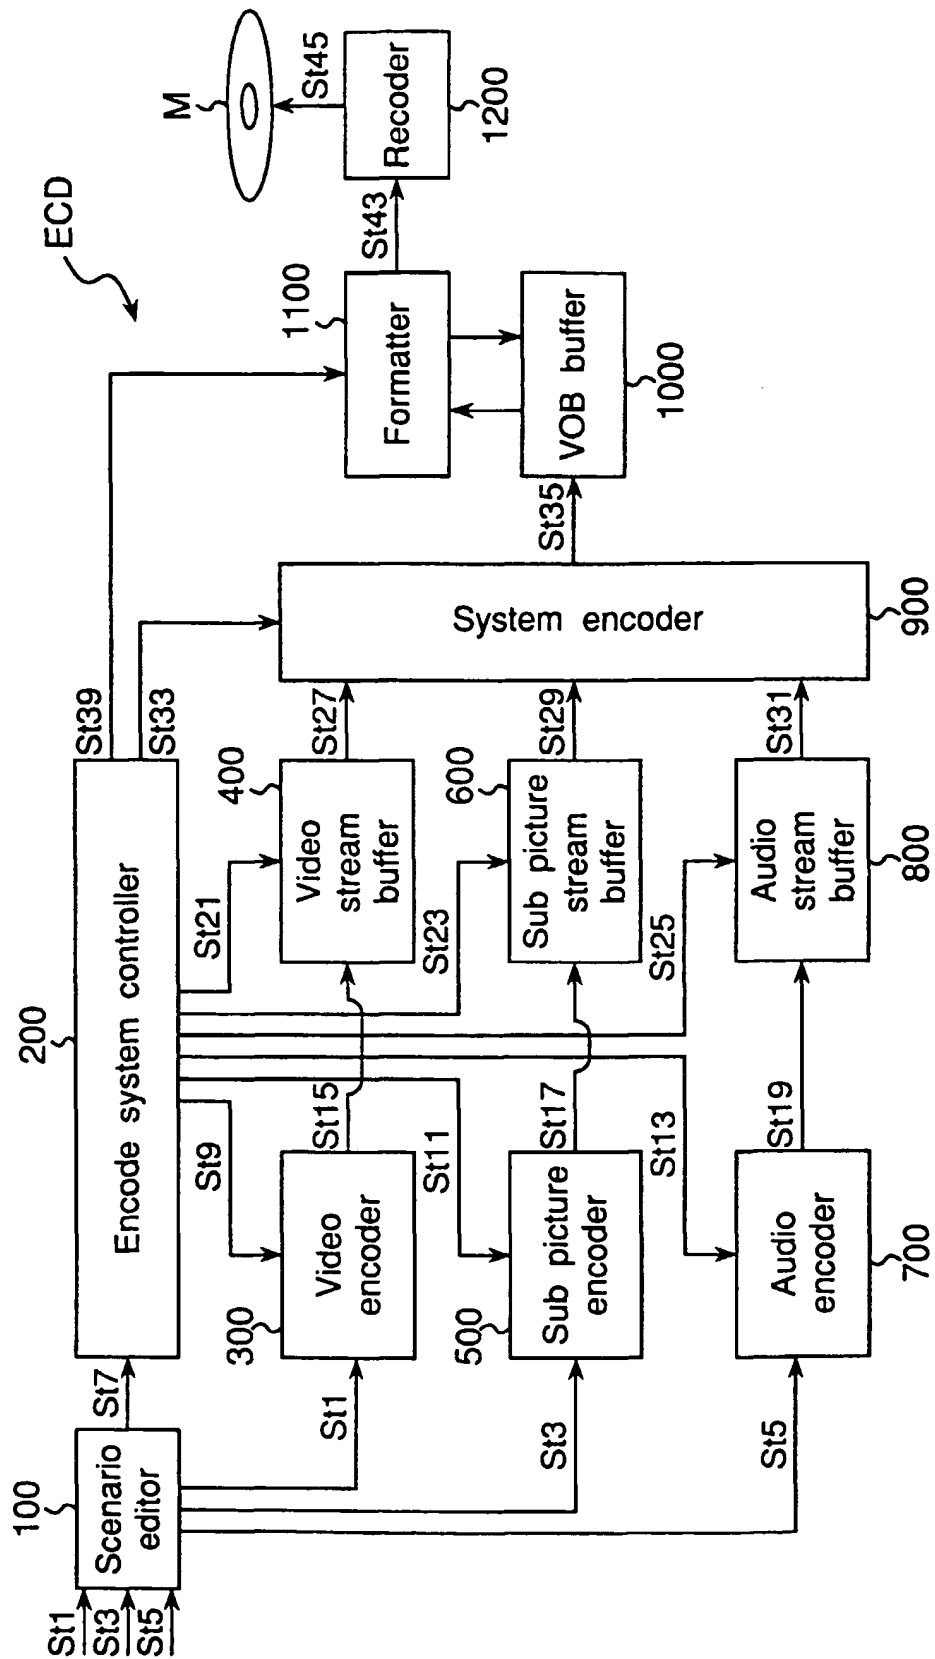 ECD
M
St45
Recoder
1200
St43
1100
Formatter
VOB buffer
1000
St35
System encoder
900
St39
St33
St27
St29
St31
400
Video
stream
buffer
600
Sub picture
stream
buffer
Audio
stream
buffer
800
St21
St23
St25
200
Encode system controller
St9
St11
St13
St15
St17
St19
300
Video
encoder
500
Sub picture
encoder
Audio
encoder
700
St7
St1
St3
St5
100
Scenario
editor
St1
St3
St5